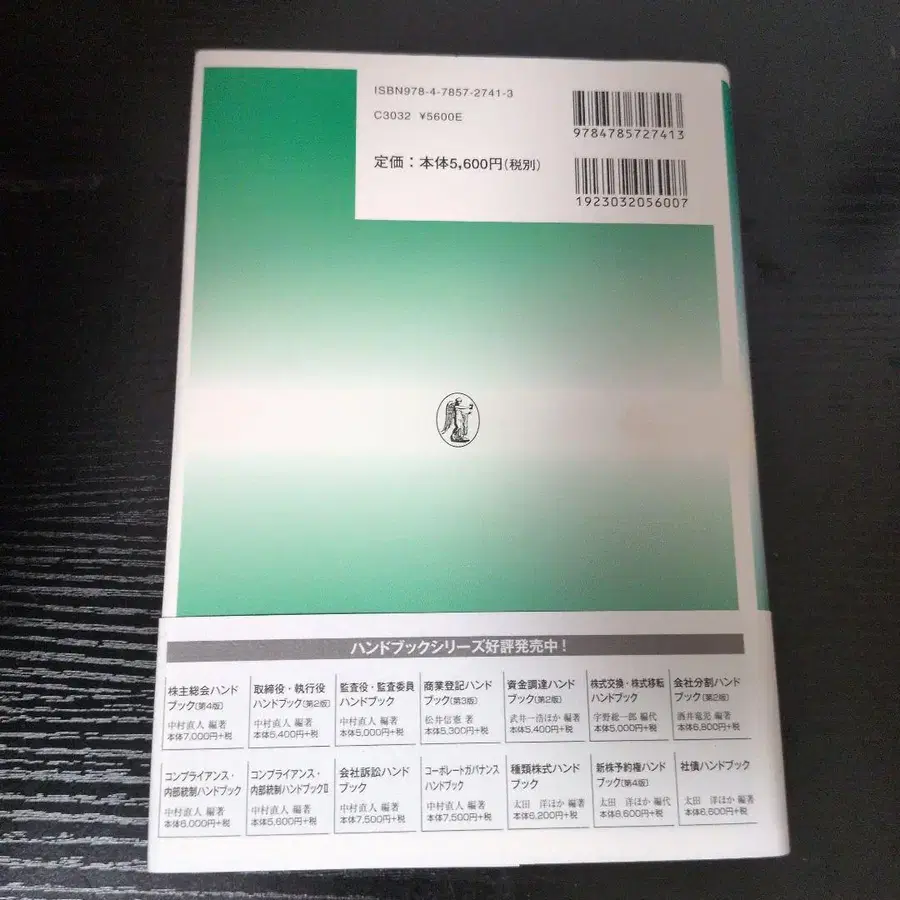 ISBN978-4-7857-2741-3
C3032 ¥5600E
定価：本体5,600円(税別)
9784785727413
1923032056007
ハンドブックシリーズ好評発売中！
株主総会ハンド
ブック〔第4版〕
中村直人 編著
本体7,000円+税
取締役・執行役
ハンドブック〔第2版〕
中村直人 編著
本体5,400円+税
監査役・監査委員
ハンドブック
中村直人 編著
本体5,000円+税
商業登記ハンド
ブック〔第3版〕
松井信憲 著
本体5,300円+税
資金調達ハンド
ブック〔第2版〕
武井一浩ほか 編著
本体5,400円+税
株式交換・株式移転
ハンドブック
宇野総一郎 編代
本体5,000円+税
会社分割ハンド
ブック〔第2版〕
酒井竜児 編著
本体6,800円+税
コンプライアンス・
内部統制ハンドブック
中村直人 編著
本体6,000円+税
コンプライアンス・
内部統制ハンドブックⅡ
中村直人 編著
本体5,600円+税
会社訴訟ハンド
ブック
中村直人 編著
本体7,500円+税
コーポレートガバナンス
ハンドブック
中村直人 編著
本体7,500円+税
種類株式ハンド
ブック
太田 洋ほか 編著
本体6,200円+税
新株予約権ハンド
ブック〔第4版〕
太田 洋ほか 編代
本体8,600円+税
社債ハンドブック
太田 洋ほか 編著
本体6,600円+税